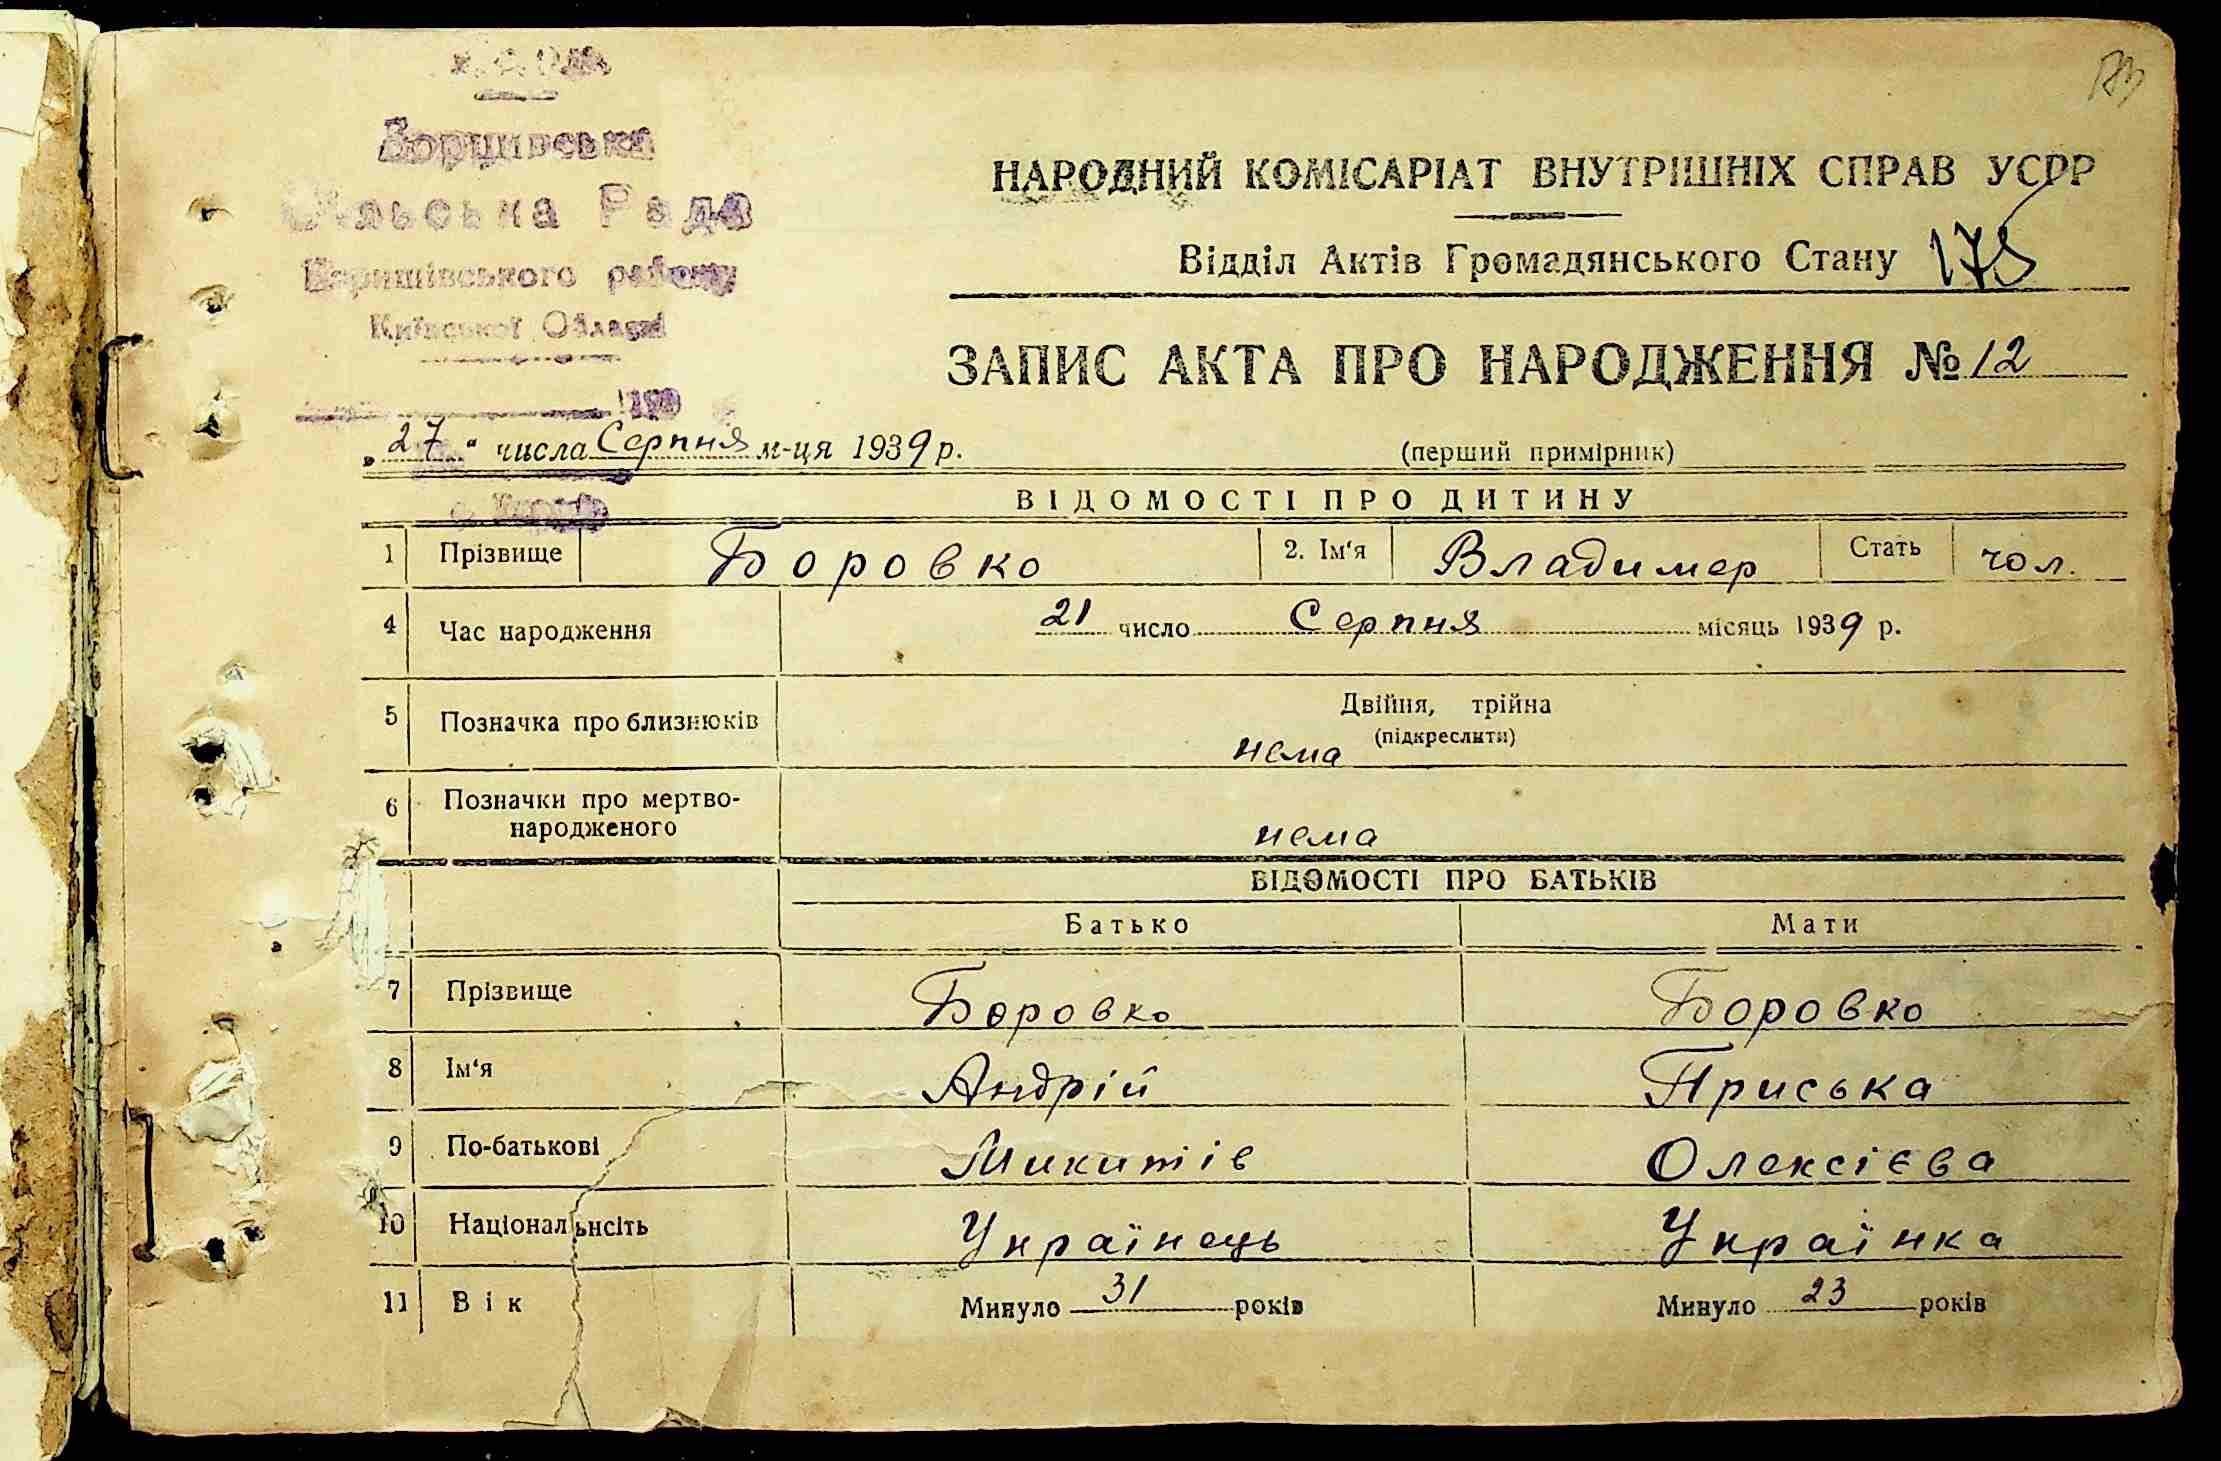 Борщівська
Сільська Рада
Баришівського району
Київської Області
173
НАРОДНИЙ КОМІСАРІАТ ВНУТРІШНІХ СПРАВ УСРР
Відділ Актів Громадянського Стану 175
ЗАПИС АКТА ПРО НАРОДЖЕННЯ № 12
„27" числа Серпня м-ця 1939 р. (перший примірник)
ВІДОМОСТІ ПРО ДИТИНУ
1 Прізвище Боровко 2. Ім‘я Владимер Стать чол.
4 Час народження 21 число Серпня місяць 1939 р.
5 Позначка про близнюків Двійня, трійна
(підкреслити)
нема
6 Позначки про мертво-
народженого нема
ВІДОМОСТІ ПРО БАТЬКІВ
Батько Мати
7 Прізвище Боровко Боровко
8 Ім‘я Андрій Приська
9 По-батькові Микитів Олексієва
10 Національнсіть Українець Українка
11 Вік Минуло 31 років Минуло 23 років